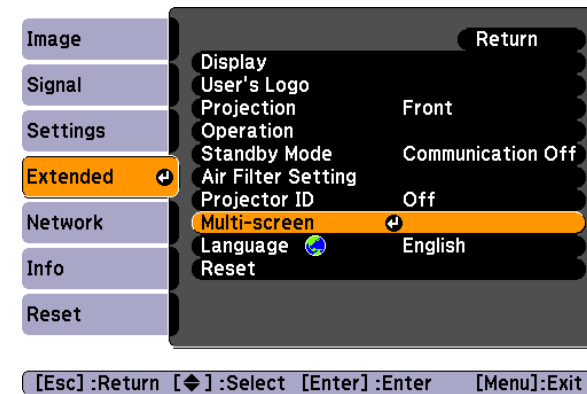 Image
Signal
Settings
Extended
Network
Info
Reset
Return
Display
User's Logo
Projection Front
Operation
Standby Mode Communication Off
Air Filter Setting
Projector ID Off
Multi-screen
Language English
Reset
[Esc] :Return [◆] :Select [Enter] :Enter [Menu]:Exit